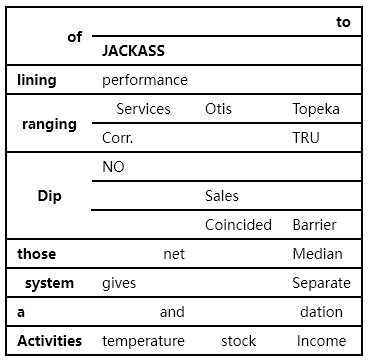 to
of
JACKASS
lining performance
Services Otis Topeka
ranging
Corr. TRU
NO
Dip Sales
Coincided Barrier
those net Median
system gives Separate
a and dation
Activities temperature stock Income